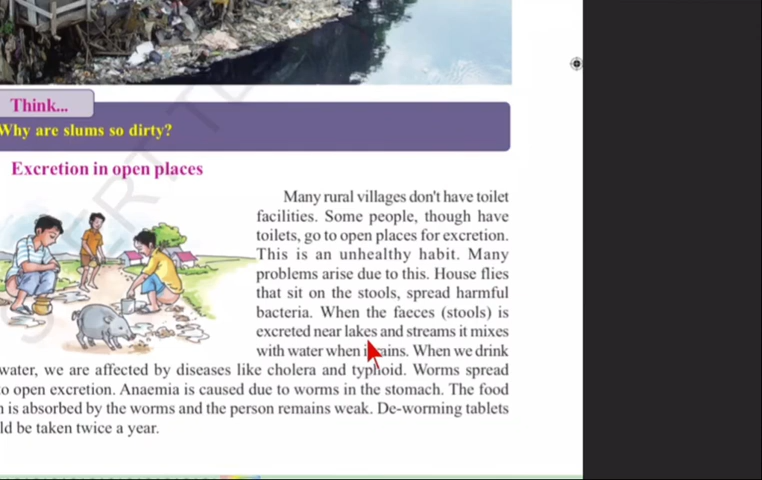 Think...
Why are slums so dirty?
Excretion in open places
Many rural villages don't have toilet
facilities. Some people, though have
toilets, go to open places for excretion.
This is an unhealthy habit. Many
problems arise due to this. House flies
that sit on the stools, spread harmful
bacteria. When the faeces (stools) is
excreted near lakes and streams it mixes
with water when . When we drink
water, we are affected by diseases like cholera and typhoid. Worms spread
open excretion. Anaemia is caused due to worms in the stomach. The food
is absorbed by the worms and the person remains weak. De-worming tablets
be taken twice a year.